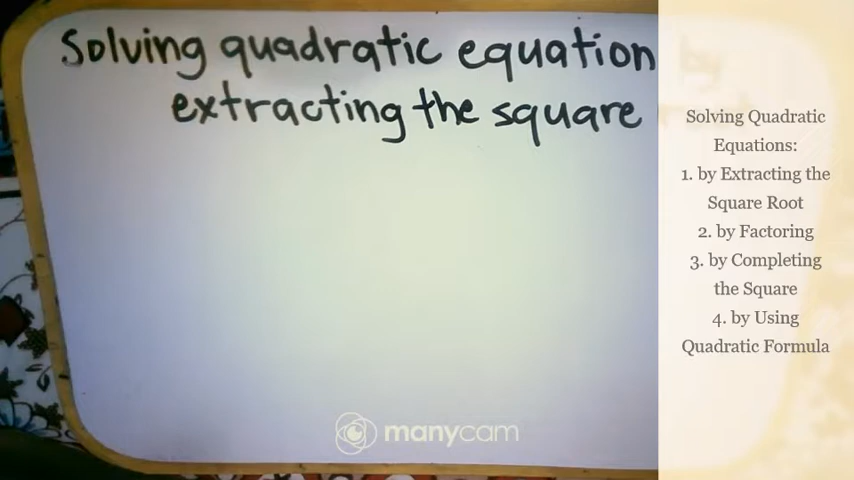 Solving quadratic equation
extracting the square
manycam
Solving Quadratic
Equations:
1. by Extracting the
Square Root
2. by Factoring
3. by Completing
the Square
4. by Using
Quadratic Formula